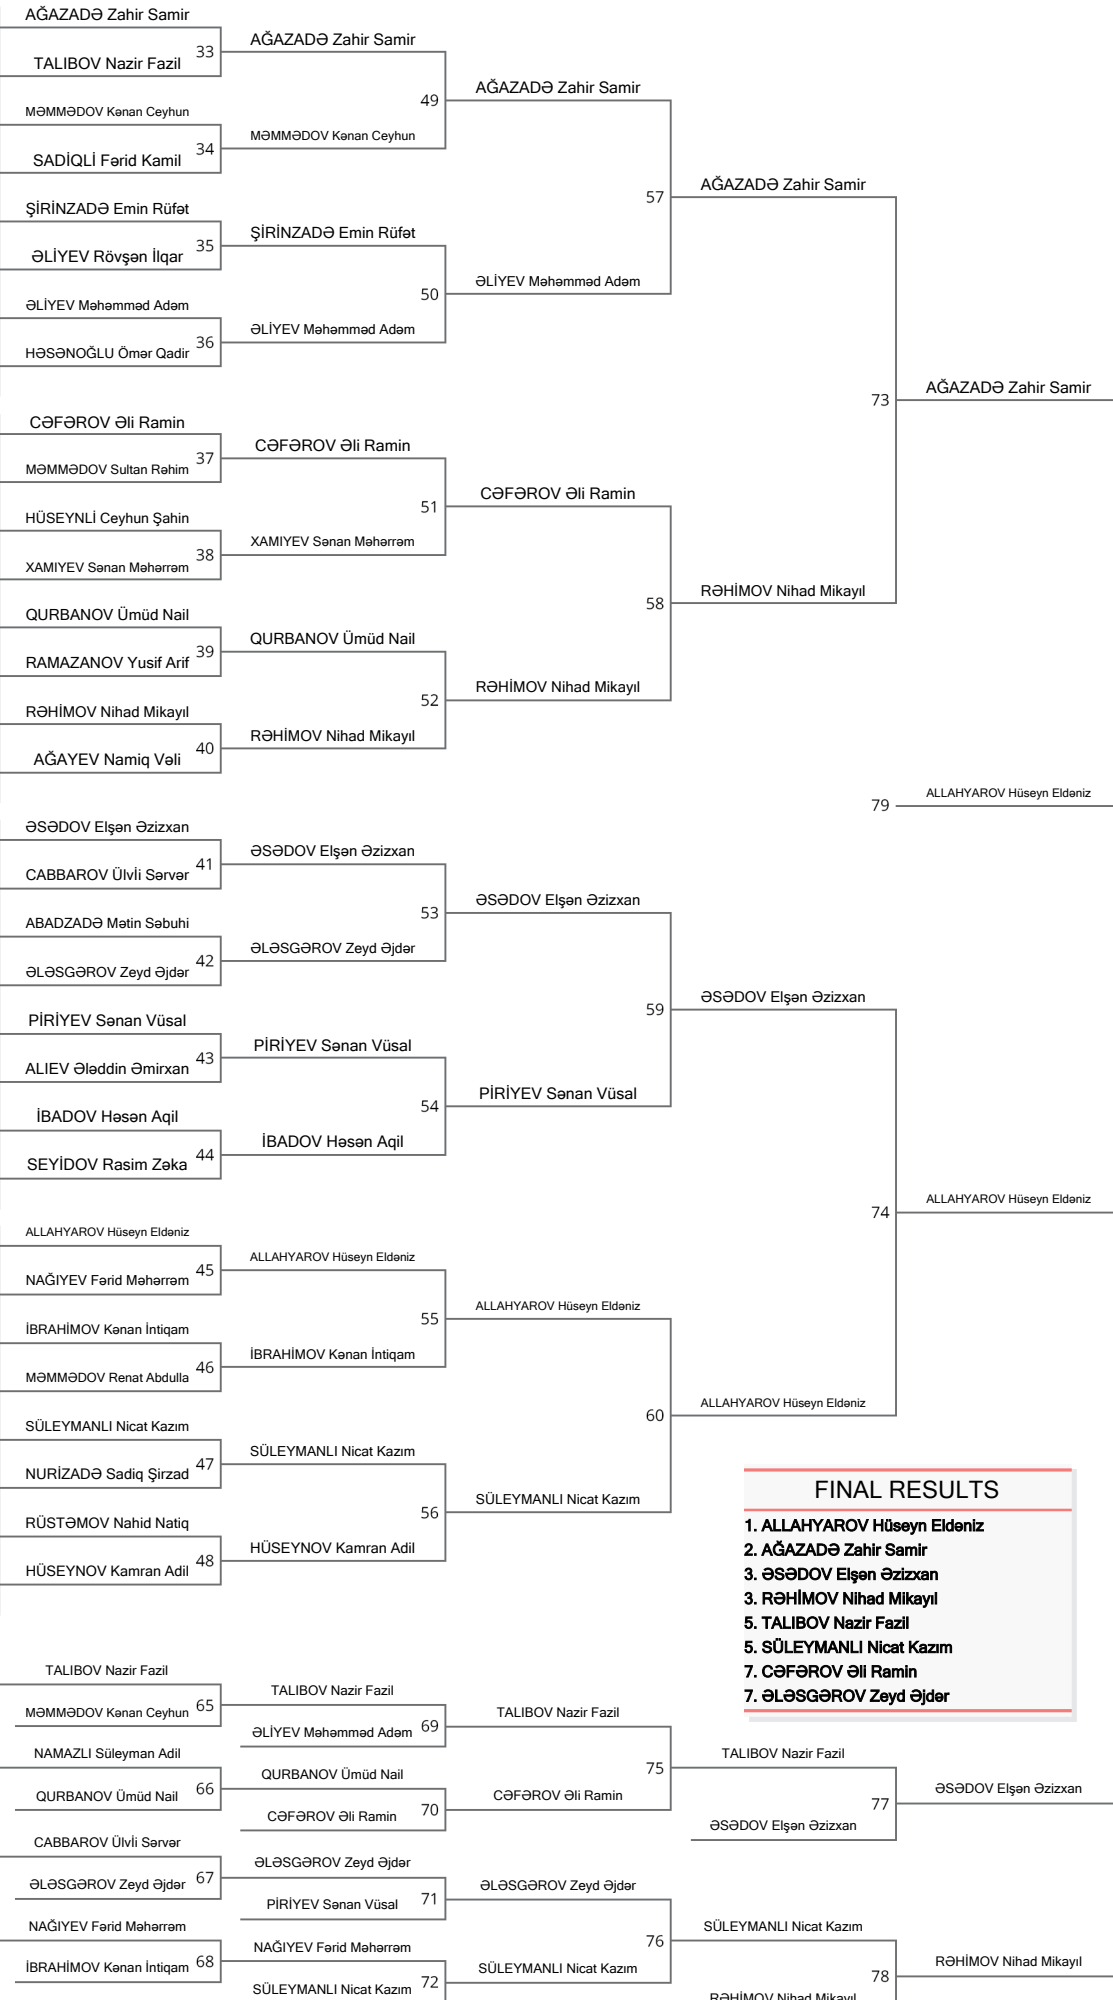 AĞAZADƏ Zahir Samir
33
AĞAZADƏ Zahir Samir
TALIBOV Nazir Fazil
49
AĞAZADƏ Zahir Samir
MƏMMƏDOV Kənan Ceyhun
34
MƏMMƏDOV Kənan Ceyhun
SADİQLİ Fərid Kamil
57
AĞAZADƏ Zahir Samir
ŞİRİNZADƏ Emin Rüfət
35
ŞİRİNZADƏ Emin Rüfət
ƏLİYEV Rövşən İlqar
50
ƏLİYEV Məhəmməd Adəm
ƏLİYEV Məhəmməd Adəm
36
ƏLİYEV Məhəmməd Adəm
HƏSƏNOĞLU Ömər Qadir
73
AĞAZADƏ Zahir Samir
CƏFƏROV Əli Ramin
37
CƏFƏROV Əli Ramin
MƏMMƏDOV Sultan Rəhim
51
CƏFƏROV Əli Ramin
HÜSEYNLİ Ceyhun Şahin
38
XAMIYEV Sənan Məhərrəm
XAMIYEV Sənan Məhərrəm
58
RƏHİMOV Nihad Mikayıl
QURBANOV Ümüd Nail
39
QURBANOV Ümüd Nail
RAMAZANOV Yusif Arif
52
RƏHİMOV Nihad Mikayıl
RƏHİMOV Nihad Mikayıl
40
RƏHİMOV Nihad Mikayıl
AĞAYEV Namiq Vəli
79
ALLAHYAROV Hüseyn Eldəniz
ƏSƏDOV Elşən Əzizxan
41
ƏSƏDOV Elşən Əzizxan
CABBAROV Ülvİi Sərvər
53
ƏSƏDOV Elşən Əzizxan
ABADZADƏ Mətin Səbuhi
42
ƏLƏSGƏROV Zeyd Əjdər
ƏLƏSGƏROV Zeyd Əjdər
59
ƏSƏDOV Elşən Əzizxan
PİRİYEV Sənan Vüsal
43
PİRİYEV Sənan Vüsal
ALIEV Ələddin Əmirxan
54
PİRİYEV Sənan Vüsal
İBADOV Həsən Aqil
44
İBADOV Həsən Aqil
SEYİDOV Rasim Zəka
74
ALLAHYAROV Hüseyn Eldəniz
ALLAHYAROV Hüseyn Eldəniz
45
ALLAHYAROV Hüseyn Eldəniz
NAĞIYEV Fərid Məhərrəm
55
ALLAHYAROV Hüseyn Eldəniz
İBRAHİMOV Kənan İntiqam
46
İBRAHİMOV Kənan İntiqam
MƏMMƏDOV Renat Abdulla
60
ALLAHYAROV Hüseyn Eldəniz
SÜLEYMANLI Nicat Kazım
47
SÜLEYMANLI Nicat Kazım
NURİZADƏ Sadiq Şirzad
56
SÜLEYMANLI Nicat Kazım
RÜSTƏMOV Nahid Natiq
48
HÜSEYNOV Kamran Adil
HÜSEYNOV Kamran Adil
FINAL RESULTS
1. ALLAHYAROV Hüseyn Eldəniz
2. AĞAZADƏ Zahir Samir
3. ƏSƏDOV Elşən Əzizxan
3. RƏHİMOV Nihad Mikayıl
5. TALIBOV Nazir Fazil
5. SÜLEYMANLI Nicat Kazım
7. CƏFƏROV Əli Ramin
7. ƏLƏSGƏROV Zeyd Əjdər
TALIBOV Nazir Fazil
65
TALIBOV Nazir Fazil
MƏMMƏDOV Kənan Ceyhun
69
TALIBOV Nazir Fazil
ƏLİYEV Məhəmməd Adəm
NAMAZLI Süleyman Adil
66
QURBANOV Ümüd Nail
QURBANOV Ümüd Nail
75
TALIBOV Nazir Fazil
70
CƏFƏROV Əli Ramin
CƏFƏROV Əli Ramin
77
ƏSƏDOV Elşən Əzizxan
ƏSƏDOV Elşən Əzizxan
CABBAROV Ülvİi Sərvər
67
ƏLƏSGƏROV Zeyd Əjdər
ƏLƏSGƏROV Zeyd Əjdər
71
ƏLƏSGƏROV Zeyd Əjdər
PİRİYEV Sənan Vüsal
NAĞIYEV Fərid Məhərrəm
68
NAĞIYEV Fərid Məhərrəm
İBRAHİMOV Kənan İntiqam
76
SÜLEYMANLI Nicat Kazım
72
SÜLEYMANLI Nicat Kazım
SÜLEYMANLI Nicat Kazım
78
RƏHİMOV Nihad Mikayıl
RƏHİMOV Nihad Mikayıl